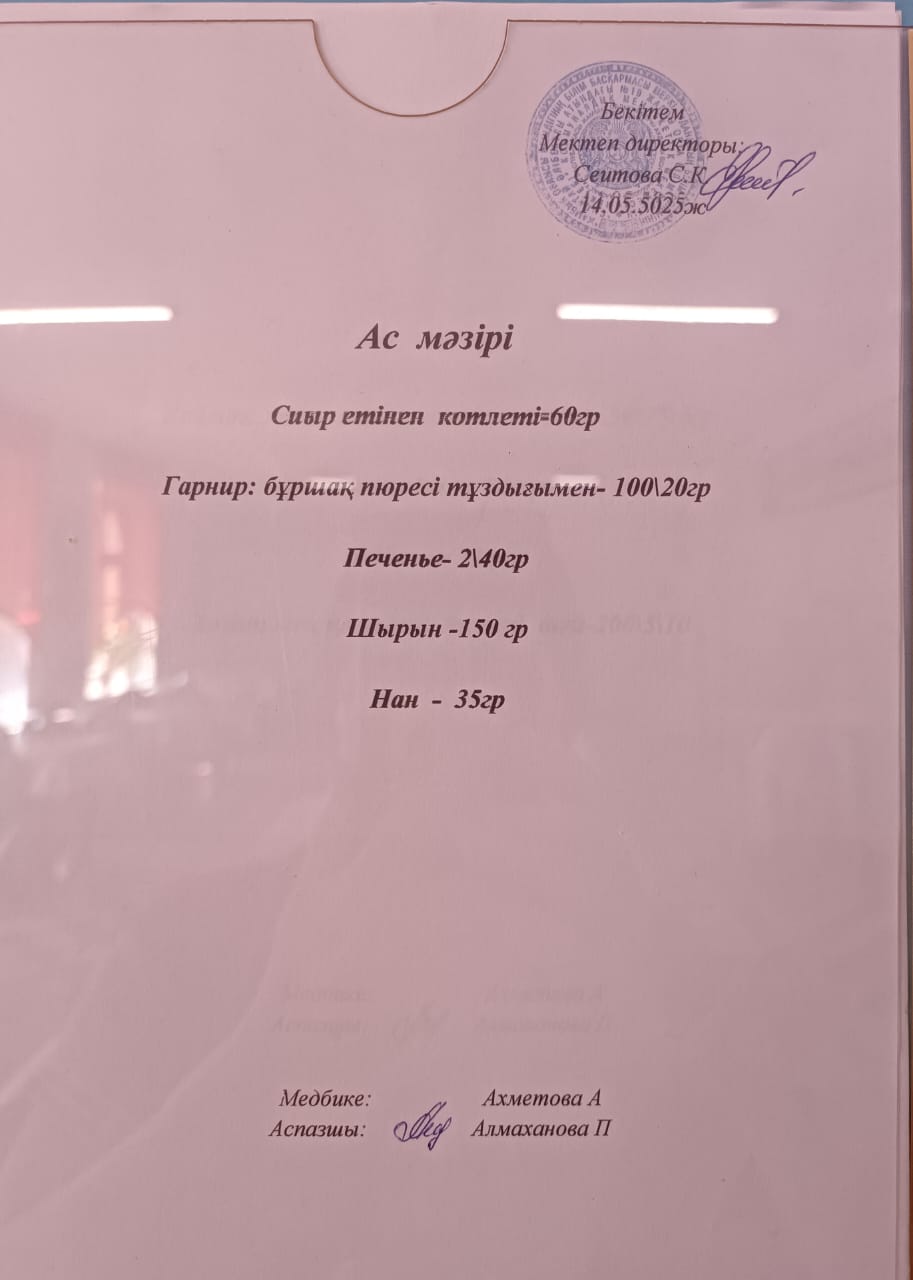 Бекітем
Мектеп директоры:
Сеитова С.К
14.05.5025ж
Ас мәзірі
Сиыр етінен котлеті=60гр
Гарнир: бұршақ пюресі тұздығымен- 100\20гр
Печенье- 2\40гр
Шырын -150 гр
Нан - 35гр
Медбике: Ахметова А
Аспазшы: Алмаханова П